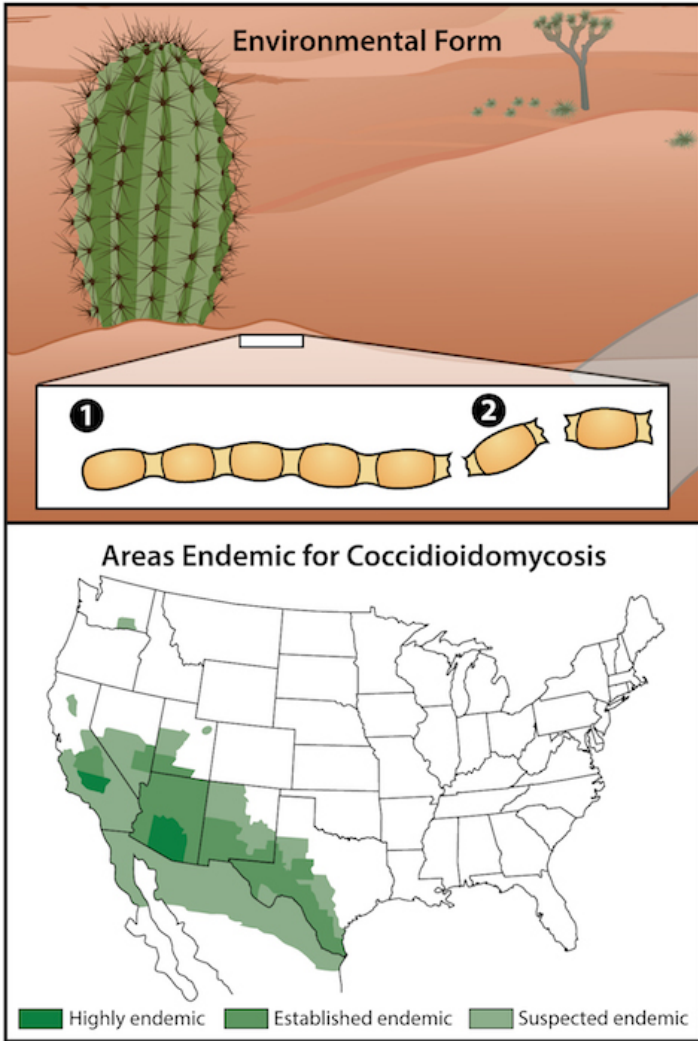 Environmental Form
1
2
Areas Endemic for Coccidioidomycosis
Highly endemic Established endemic Suspected endemic